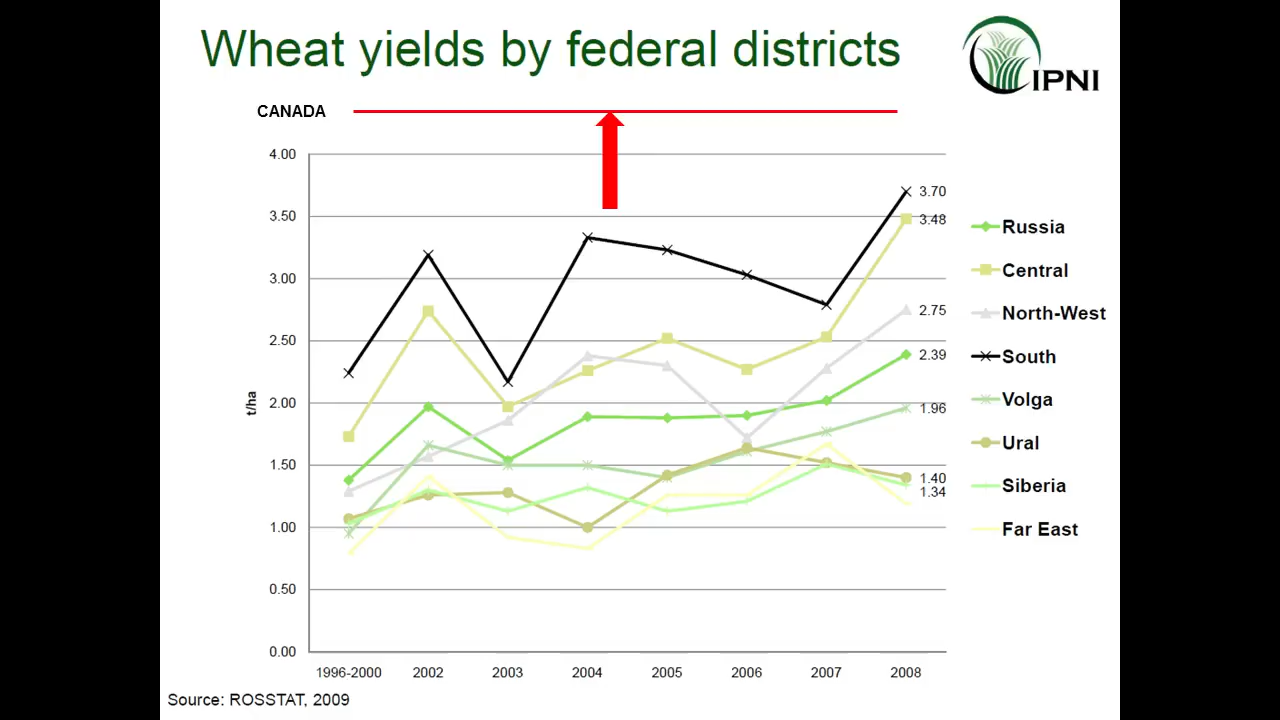 Wheat yields by federal districts
IPNI
CANADA
4.00
3.50
3.00
2.50
2.00
1.50
1.00
0.50
0.00
t/ha
3.70
3.48
2.75
2.39
1.96
1.40
1.34
Russia
Central
North-West
South
Volga
Ural
Siberia
Far East
1996-2000 2002 2003 2004 2005 2006 2007 2008
Source: ROSSTAT, 2009